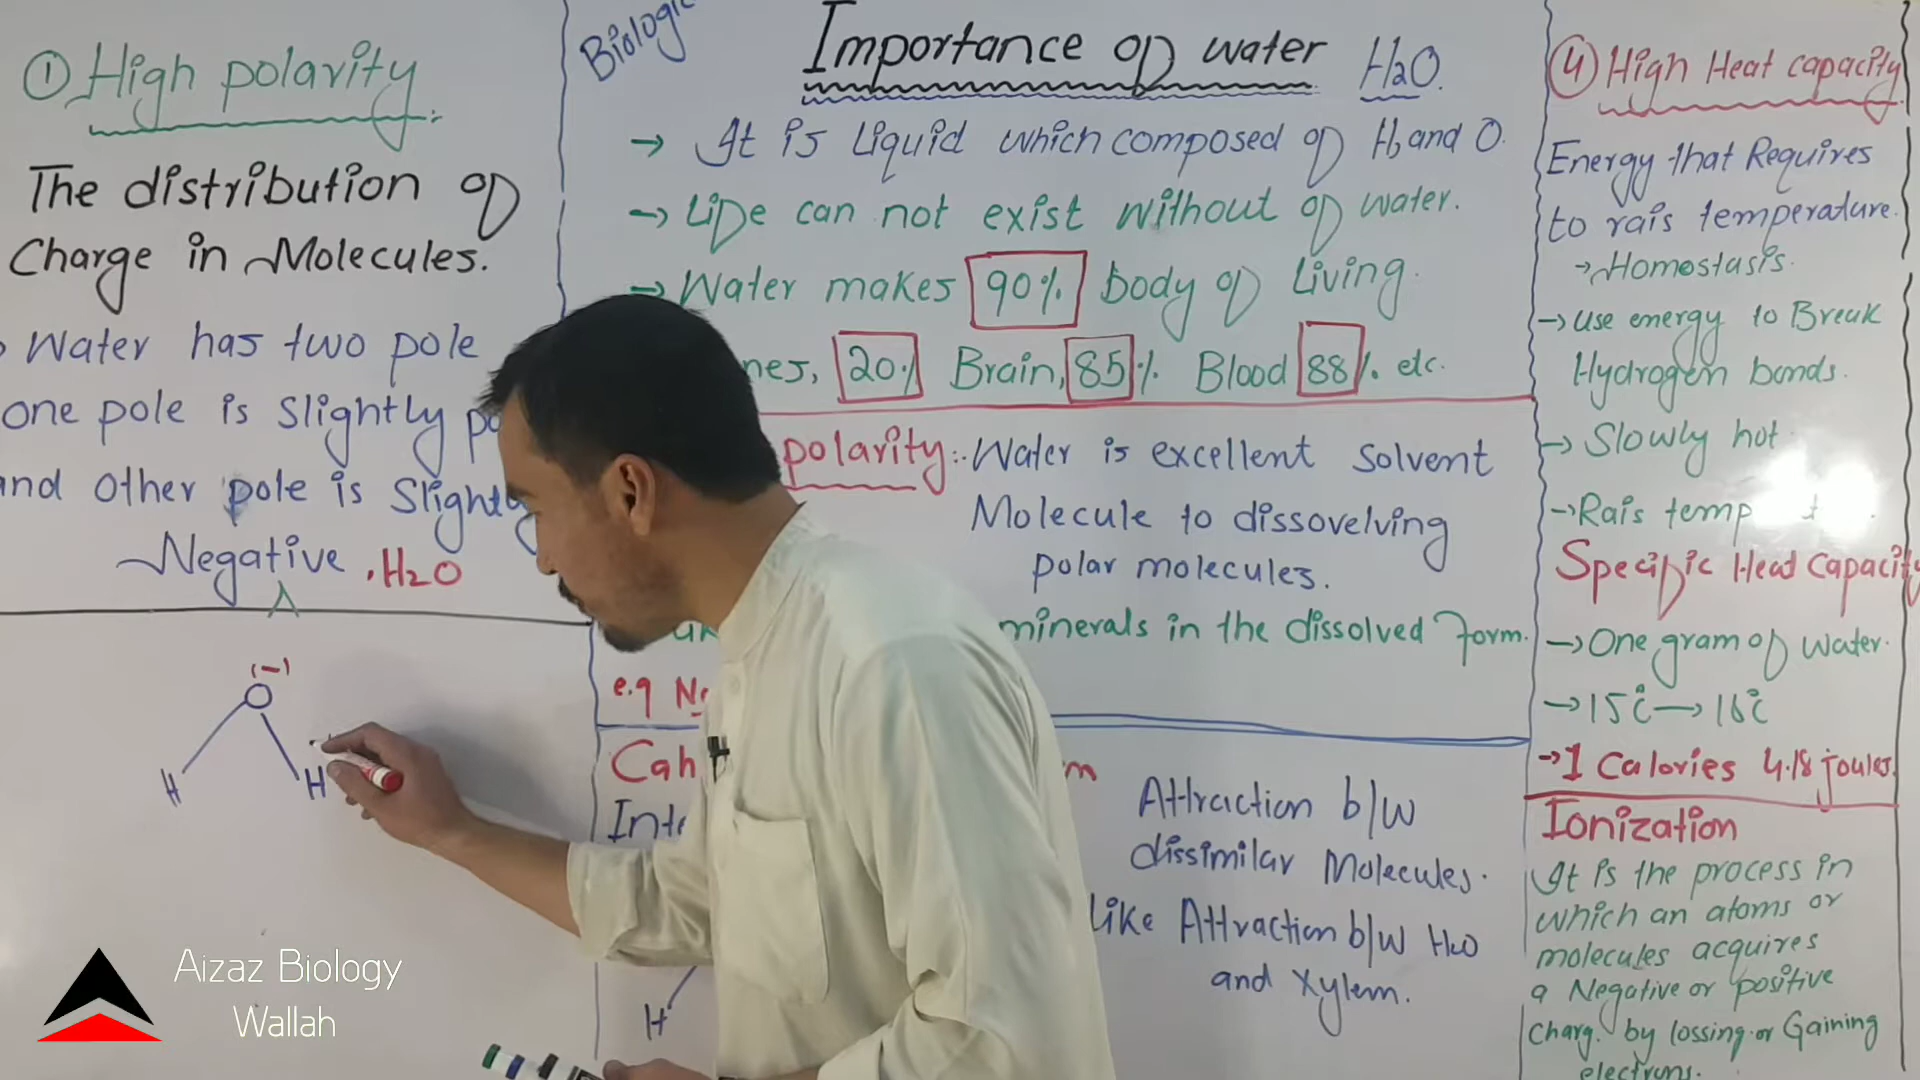 ① High polarity
The distribution of
Charge in Molecules.
Water has two pole
one pole is slightly
and other pole is slightly
Negative . H2O
(-)
O
H
H
Biologic
Importance of water H2O.
→ It is liquid which composed of H, and O.
→ Life can not exist without of water.
→ Water makes 90% body of Living.
20% Brain, 85% Blood 88%. etc.
polarity:. Water is excellent solvent
Molecule to dissovelving
polar molecules.
minerals in the dissolved form.
e.g
Attraction b/w
dissimilar Molecules.
like Attraction b/w H2O
and Xylem.
H
④ High Heat capacity
Energy that Requires
to rais temperature.
→ Homostasis.
→ use energy to Break
Hydrogen bonds.
→ Slowly hot
→ Rais temp
Specific Heat Capacity
→ One gram of water.
→ 15°C → 16°C
→ 1 Calories 4.18 joules.
Ionization
It is the process in
which an atoms or
molecules acquires
a Negative or positive
charg. by lossing or Gaining
electrons.
Aizaz Biology
Wallah